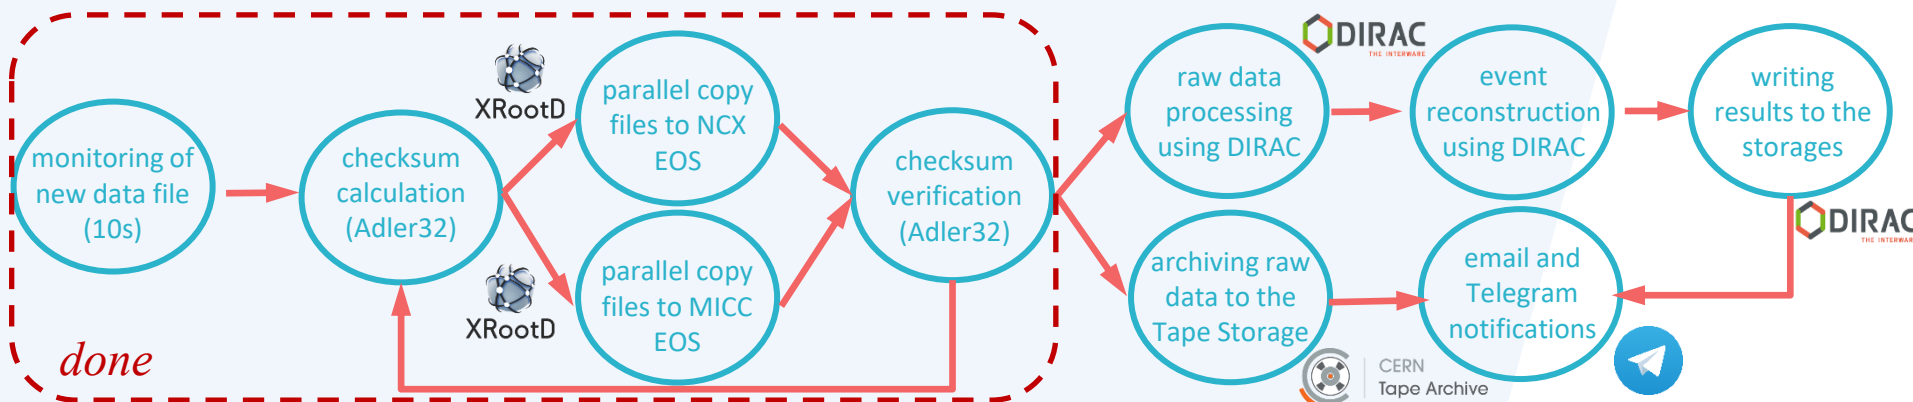 monitoring of
new data file
(10s)
checksum
calculation
(Adler32)
XRootD
parallel copy
files to NCX
EOS
XRootD
parallel copy
files to MICC
EOS
checksum
verification
(Adler32)
done
raw data
processing
using DIRAC
DIRAC
THE INTERWARE
event
reconstruction
using DIRAC
writing
results to the
storages
DIRAC
THE INTERWAR
archiving raw
data to the
Tape Storage
CERN
Tape Archive
email and
Telegram
notifications